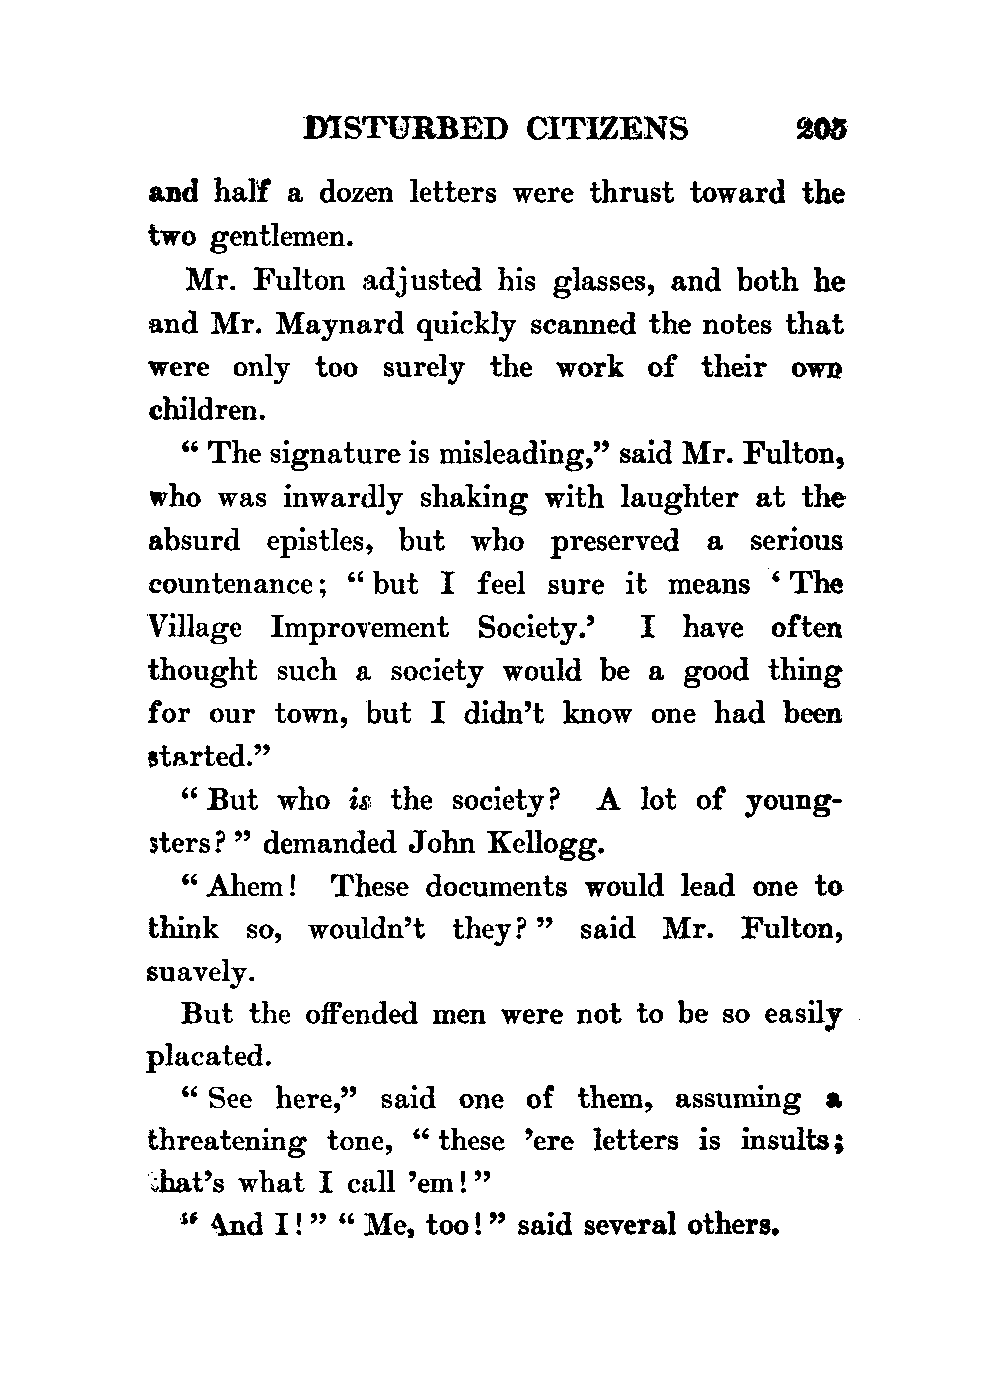 DISTURBED CITIZENS 205
and half a dozen letters were thrust toward the
two gentlemen.
Mr. Fulton adjusted his glasses, and both he
and Mr. Maynard quickly scanned the notes that
were only too surely the work of their own
children.
“ The signature is misleading,” said Mr. Fulton,
who was inwardly shaking with laughter at the
absurd epistles, but who preserved a serious
countenance; “ but I feel sure it means ‘ The
Village Improvement Society.’ I have often
thought such a society would be a good thing
for our town, but I didn’t know one had been
started.”
“ But who is the society? A lot of young-
sters? ” demanded John Kellogg.
“ Ahem! These documents would lead one to
think so, wouldn’t they? ” said Mr. Fulton,
suavely.
But the offended men were not to be so easily
placated.
“ See here,” said one of them, assuming a
threatening tone, “ these ’ere letters is insults;
that’s what I call ’em! ”
“ And I! ” “ Me, too! ” said several others.